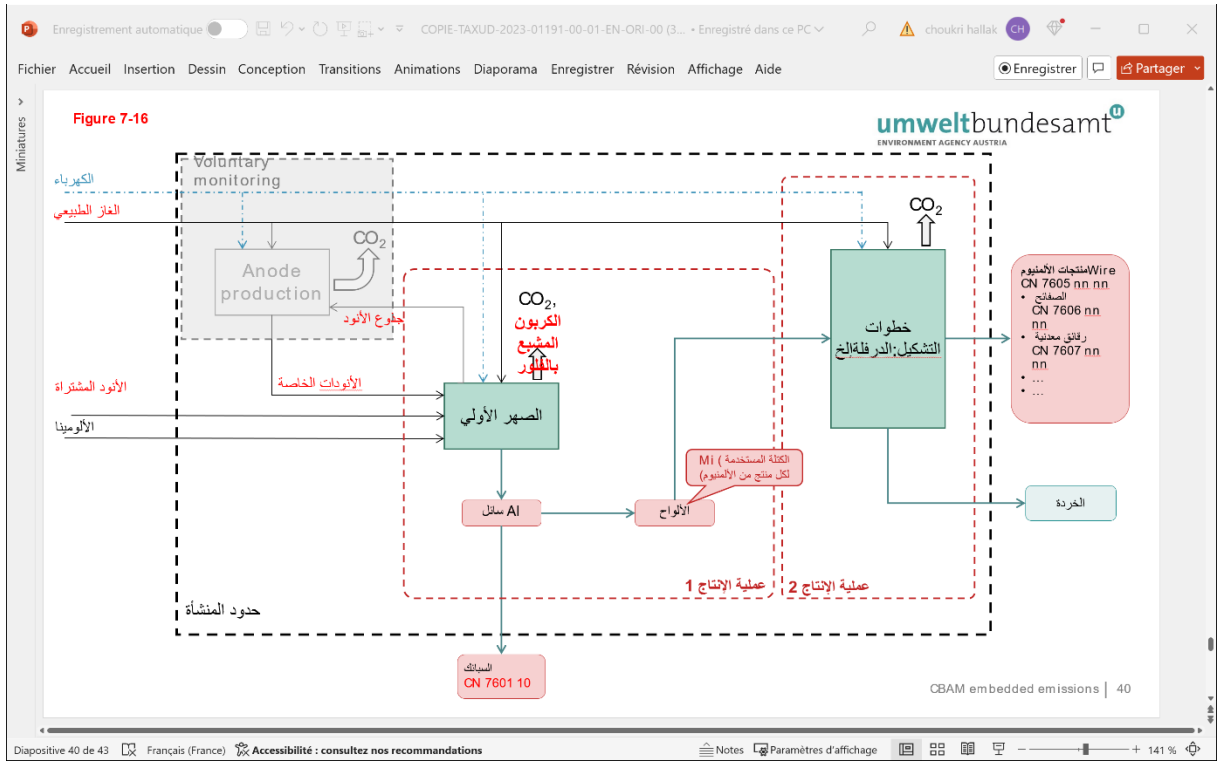 Enregistrement automatique
COPIE-TAXUD-2023-01191-00-01-EN-ORI-00 (3... • Enregistré dans ce PC
choukri hallak
CH
Fichier Accueil Insertion Dessin Conception Transitions Animations Diaporama Enregistrer Révision Affichage Aide
Enregistrer
Partager
Miniatures
Figure 7-16
umweltbundesamt
ENVIRONMENT AGENCY AUSTRIA
Voluntary
monitoring
الكهرباء
الغاز الطبيعي
CO2
CO2
Anode
production
جذوع الأنود
CO2,
الكربون
المشبع
بالفلور
خطوات
التشكيل:الدرفلةإلخ
Wireمنتجات الألمنيوم
CN 7605 nn nn
• الصفائح
CN 7606 nn
nn
• رقائق معدنية
CN 7607 nn
nn
• ...
• ...
الأنود المشتراة
الأنودات الخاصة
الألومينا
الصهر الأولي
Mi ( الكتلة المستخدمة
لكل منتج من الألمنيوم)
سائل Al
الألواح
الخردة
عملية الإنتاج 1
عملية الإنتاج 2
حدود المنشأة
السبائك
CN 7601 10
CBAM embedded emissions | 40
Diapositive 40 de 43
Français (France)
Accessibilité : consultez nos recommandations
Notes
Paramètres d'affichage
141 %